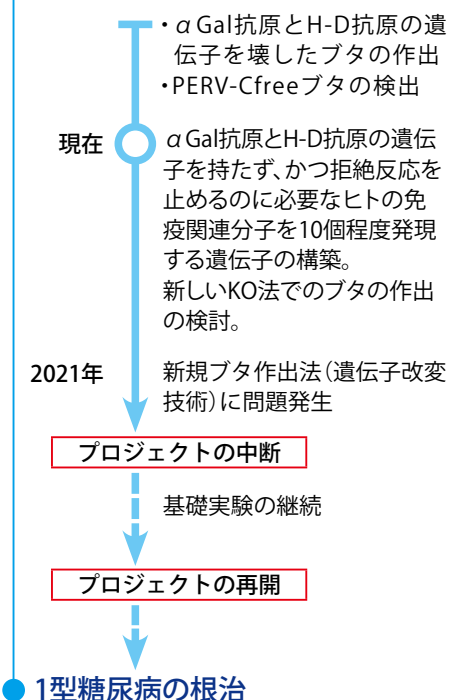 ・αGal抗原とH-D抗原の遺
伝子を壊したブタの作出
・PERV-Cfreeブタの検出
現在
αGal抗原とH-D抗原の遺伝
子を持たず、かつ拒絶反応を
止めるのに必要なヒトの免
疫関連分子を10個程度発現
する遺伝子の構築。
新しいKO法でのブタの作出
の検討。
2021年
新規ブタ作出法(遺伝子改変
技術)に問題発生
プロジェクトの中断
基礎実験の継続
プロジェクトの再開
1型糖尿病の根治